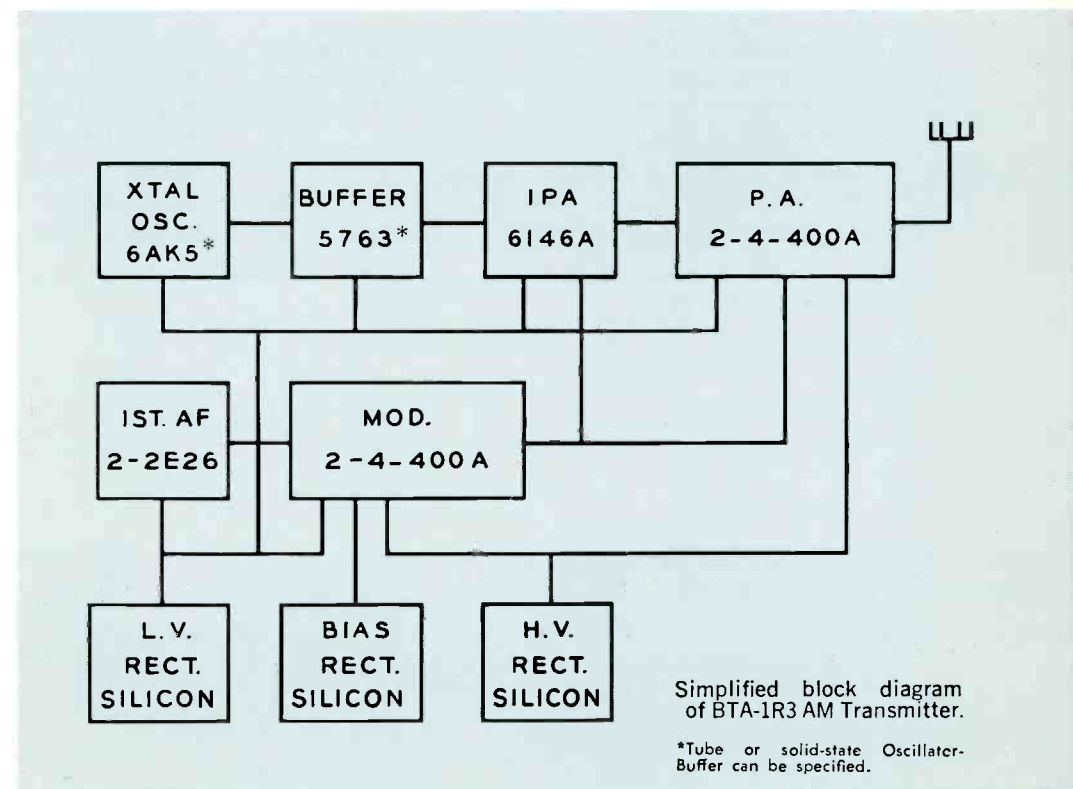 XTAL
OSC.
6AK5*
BUFFER
5763*
IPA
6146A
P. A.
2-4-400A
1ST. AF
2-2E26
MOD.
2-4-400A
L.V.
RECT.
SILICON
BIAS
RECT.
SILICON
H.V.
RECT.
SILICON
Simplified block diagram
of BTA-1R3 AM Transmitter.
*Tube or solid-state Oscillator-
Buffer can be specified.